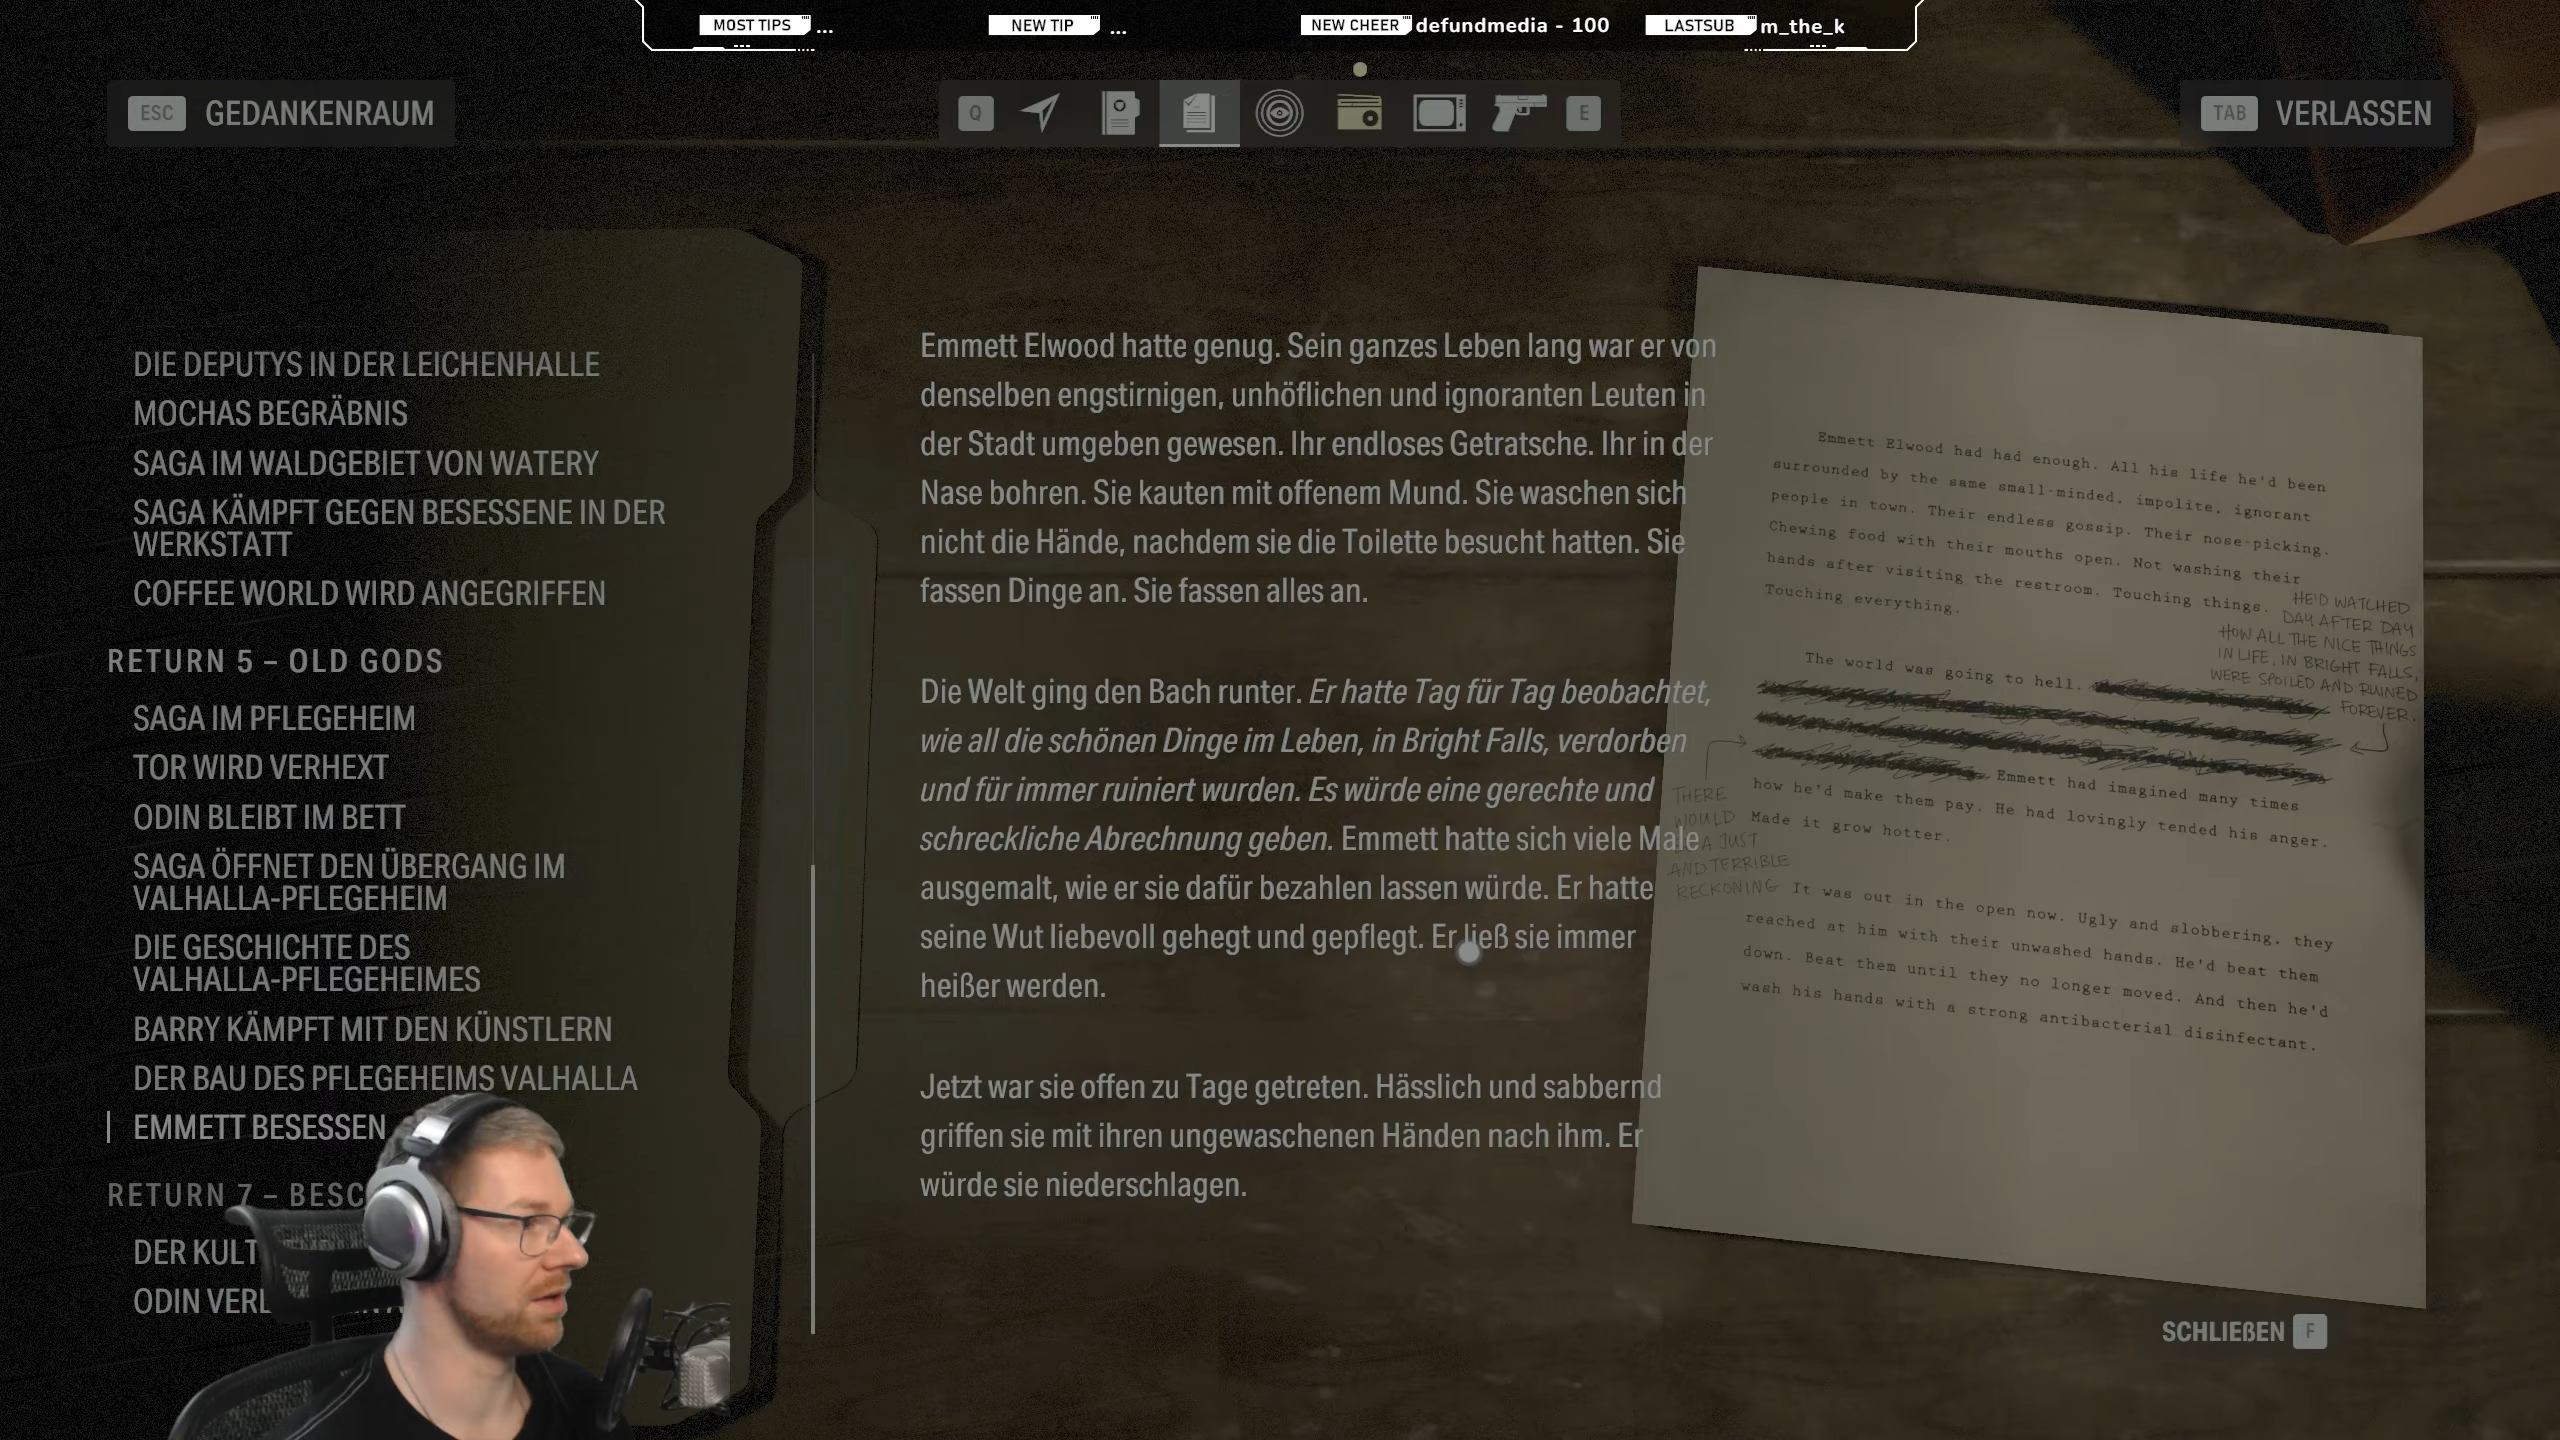 MOST TIPS ...
NEW TIP ...
NEW CHEER defundmedia - 100
LASTSUB m_the_k
ESC GEDANKENRAUM
Q
E
TAB VERLASSEN
DIE DEPUTYS IN DER LEICHENHALLE
MOCHAS BEGRÄBNIS
SAGA IM WALDGEBIET VON WATERY
SAGA KÄMPFT GEGEN BESESSENE IN DER
WERKSTATT
COFFEE WORLD WIRD ANGEGRIFFEN
RETURN 5 – OLD GODS
SAGA IM PFLEGEHEIM
TOR WIRD VERHEXT
ODIN BLEIBT IM BETT
SAGA ÖFFNET DEN ÜBERGANG IM
VALHALLA-PFLEGEHEIM
DIE GESCHICHTE DES
VALHALLA-PFLEGEHEIMES
BARRY KÄMPFT MIT DEN KÜNSTLERN
DER BAU DES PFLEGEHEIMS VALHALLA
EMMETT BESESSEN
RETURN 7 –
DER KULT
ODIN
Emmett Elwood hatte genug. Sein ganzes Leben lang war er von
denselben engstirnigen, unhöflichen und ignoranten Leuten in
der Stadt umgeben gewesen. Ihr endloses Getratsche. Ihr in der
Nase bohren. Sie kauten mit offenem Mund. Sie waschen sich
nicht die Hände, nachdem sie die Toilette besucht hatten. Sie
fassen Dinge an. Sie fassen alles an.
Die Welt ging den Bach runter. Er hatte Tag für Tag beobachtet,
wie all die schönen Dinge im Leben, in Bright Falls, verdorben
und für immer ruiniert wurden. Es würde eine gerechte und
schreckliche Abrechnung geben. Emmett hatte sich viele Male
ausgemalt, wie er sie dafür bezahlen lassen würde. Er hatte
seine Wut liebevoll gehegt und gepflegt. Er ließ sie immer
heißer werden.
Jetzt war sie offen zu Tage getreten. Hässlich und sabbernd
griffen sie mit ihren ungewaschenen Händen nach ihm. Er
würde sie niederschlagen.
Emmett Elwood had had enough. All his life he'd been
surrounded by the same small-minded, impolite, ignorant
people in town. Their endless gossip. Their nose-picking.
Chewing food with their mouths open. Not washing their
hands after visiting the restroom. Touching things.
Touching everything.
HE'D WATCHED
DAY AFTER DAY
HOW ALL THE NICE THINGS
IN LIFE, IN BRIGHT FALLS,
WERE SPOILED AND RUINED
FOREVER.
The world was going to hell.
THERE
WOULD
A JUST
AND TERRIBLE
RECKONING
Emmett had imagined many times
how he'd make them pay. He had lovingly tended his anger.
Made it grow hotter.
It was out in the open now. Ugly and slobbering, they
reached at him with their unwashed hands. He'd beat them
down. Beat them until they no longer moved. And then he'd
wash his hands with a strong antibacterial disinfectant.
SCHLIEßEN F